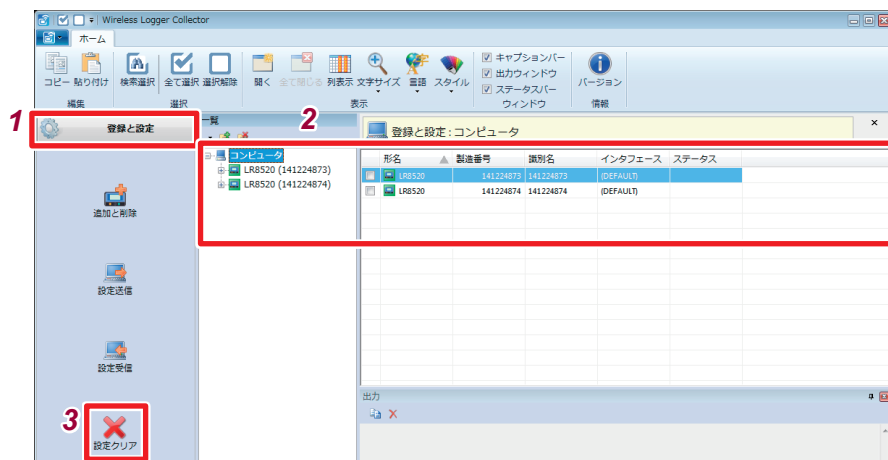 Wireless Logger Collector
ホーム
コピー 貼り付け 検索選択 全て選択 選択解除 開く 全て閉じる 列表示 文字サイズ 言語 スタイル バージョン
キャプションバー
出力ウィンドウ
ステータスバー
編集 選択 表示 ウィンドウ 情報
1
登録と設定
一覧
2
登録と設定 : コンピュータ
×
コンピュータ
LR8520 (141224873)
LR8520 (141224874)
形名 製造番号 識別名 インタフェース ステータス
LR8520 141224873 141224873 (DEFAULT)
LR8520 141224874 141224874 (DEFAULT)
追加と削除
設定送信
設定受信
出力
3
設定クリア